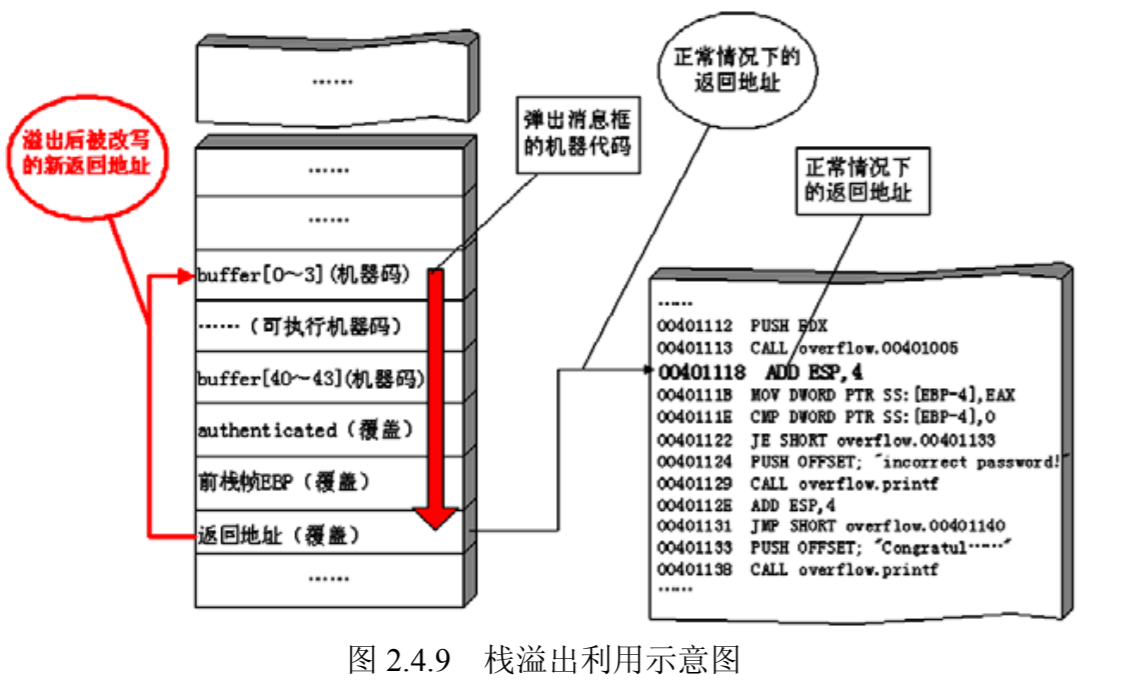 ……
溢出后被改写
的新返回地址
弹出消息框
的机器代码
正常情况下的
返回地址
正常情况下
的返回地址
……
……
buffer[0～3](机器码)
……（可执行机器码）
buffer[40～43](机器码)
authenticated（覆盖）
前栈帧EBP（覆盖）
返回地址（覆盖）
……
……
00401112 PUSH EDX
00401113 CALL overflow.00401005
00401118 ADD ESP,4
0040111B MOV DWORD PTR SS:[EBP-4],EAX
0040111E CMP DWORD PTR SS:[EBP-4],0
00401122 JE SHORT overflow.00401133
00401124 PUSH OFFSET; "incorrect password!"
00401129 CALL overflow.printf
0040112E ADD ESP,4
00401131 JMP SHORT overflow.00401140
00401133 PUSH OFFSET; "Congratul……"
00401138 CALL overflow.printf
……
图 2.4.9 栈溢出利用示意图